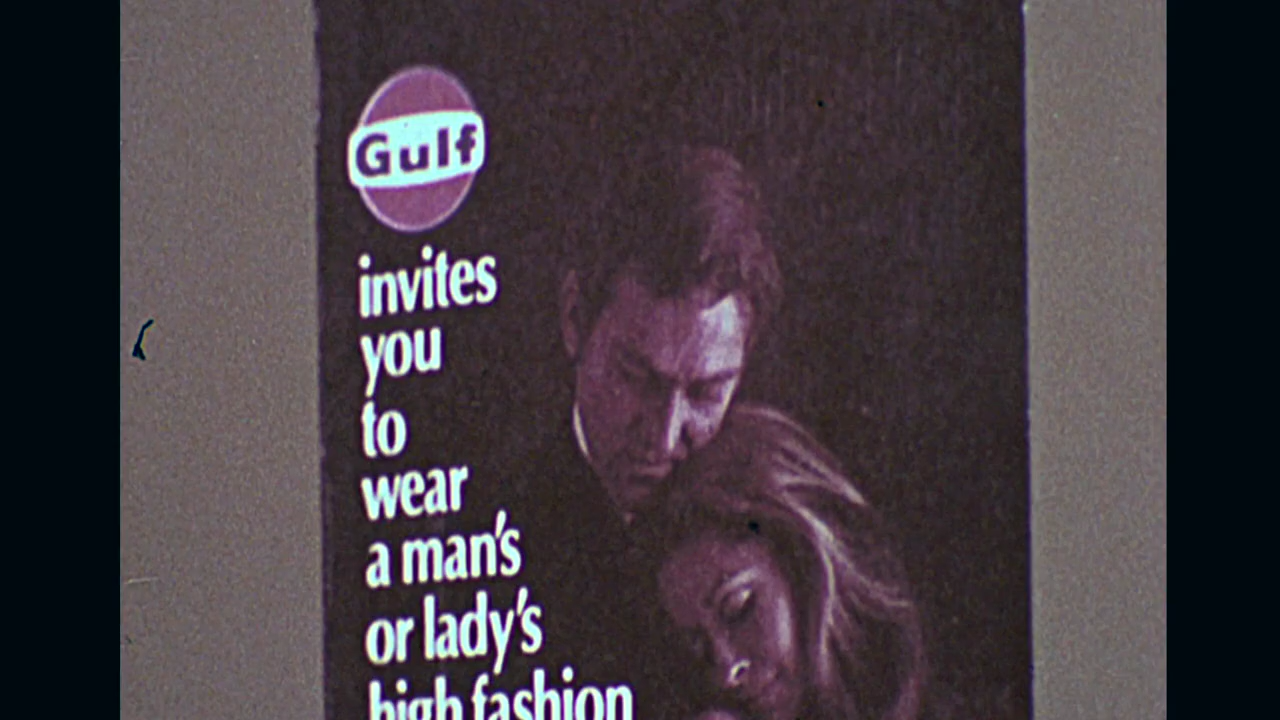 Gulf
invites
you
to
wear
a man's
or lady's
high fashion